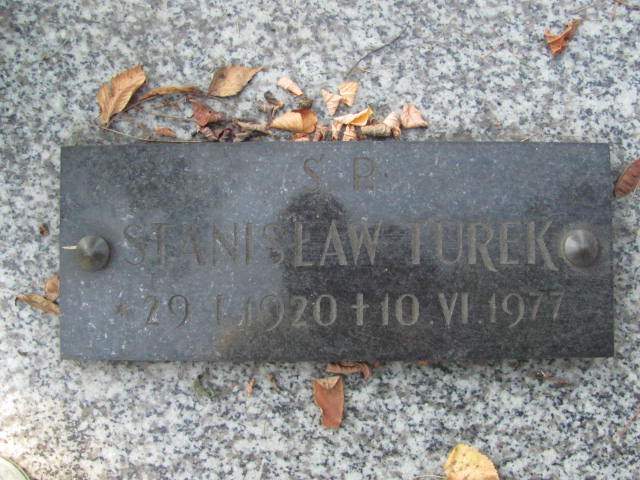 Ś P.
STANISŁAW TUREK
* 29 I. 1920 † 10. VI. 1977